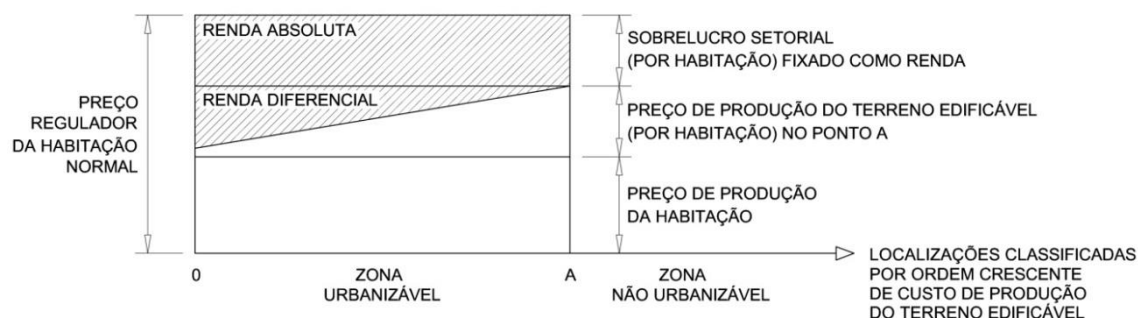 RENDA ABSOLUTA
RENDA DIFERENCIAL
PREÇO
REGULADOR
DA HABITAÇÃO
NORMAL
SOBRELUCRO SETORIAL
(POR HABITAÇÃO) FIXADO COMO RENDA
PREÇO DE PRODUÇÃO DO TERRENO EDIFICÁVEL
(POR HABITAÇÃO) NO PONTO A
PREÇO DE PRODUÇÃO
DA HABITAÇÃO
0
ZONA
URBANIZÁVEL
A
ZONA
NÃO URBANIZÁVEL
LOCALIZAÇÕES CLASSIFICADAS
POR ORDEM CRESCENTE
DE CUSTO DE PRODUÇÃO
DO TERRENO EDIFICÁVEL